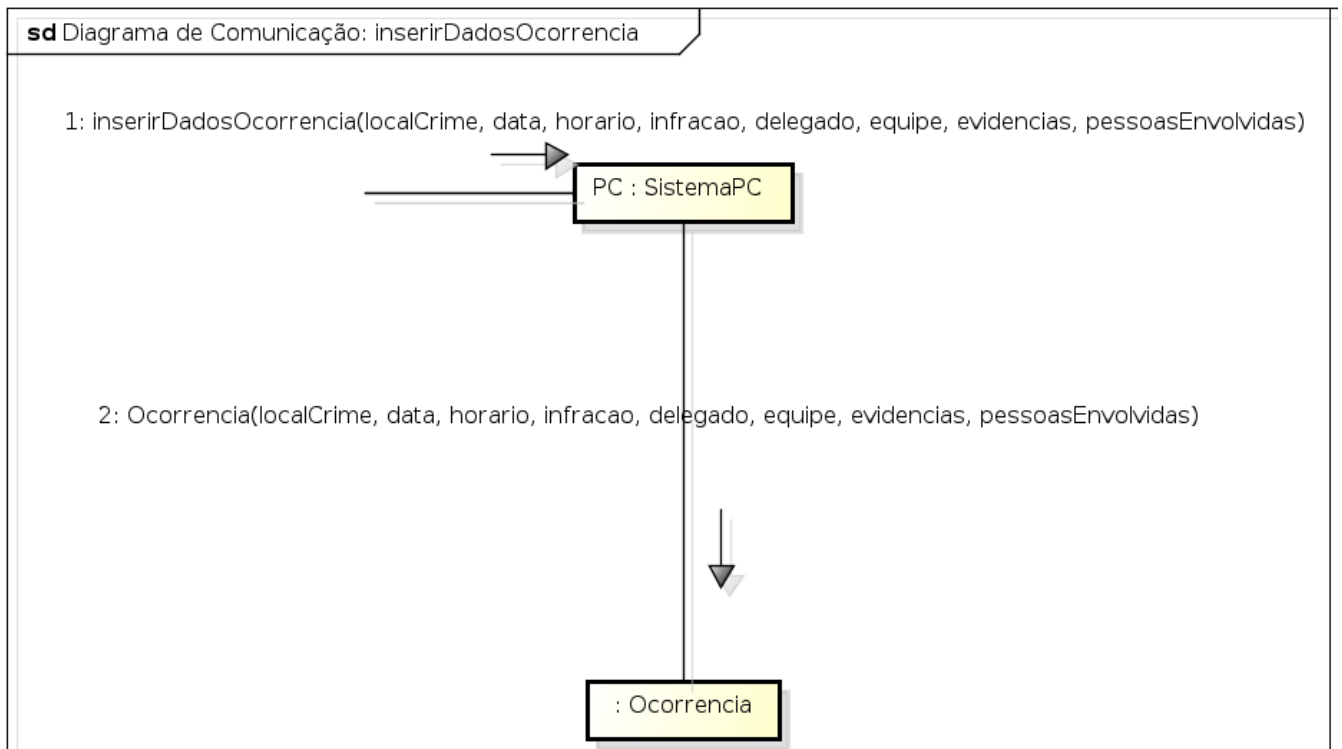 sd Diagrama de Comunicação: inserirDadosOcorrencia
1: inserirDadosOcorrencia(localCrime, data, horario, infracao, delegado, equipe, evidencias, pessoasEnvolvidas)
PC : SistemaPC
2: Ocorrencia(localCrime, data, horario, infracao, delegado, equipe, evidencias, pessoasEnvolvidas)
: Ocorrencia